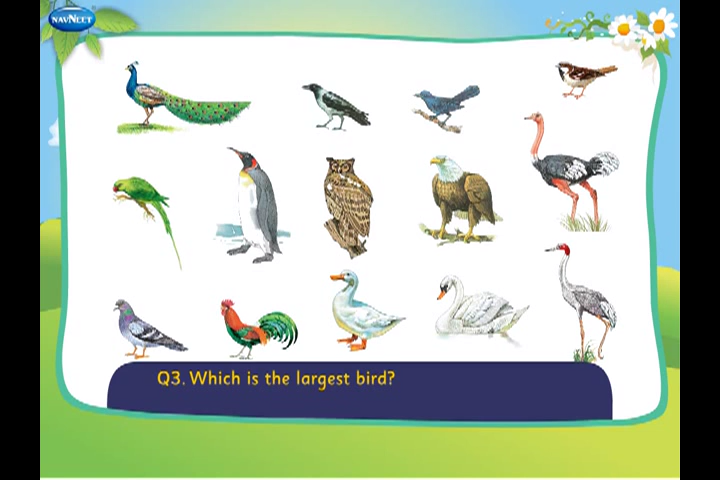 NAVNEET
Q3. Which is the largest bird?